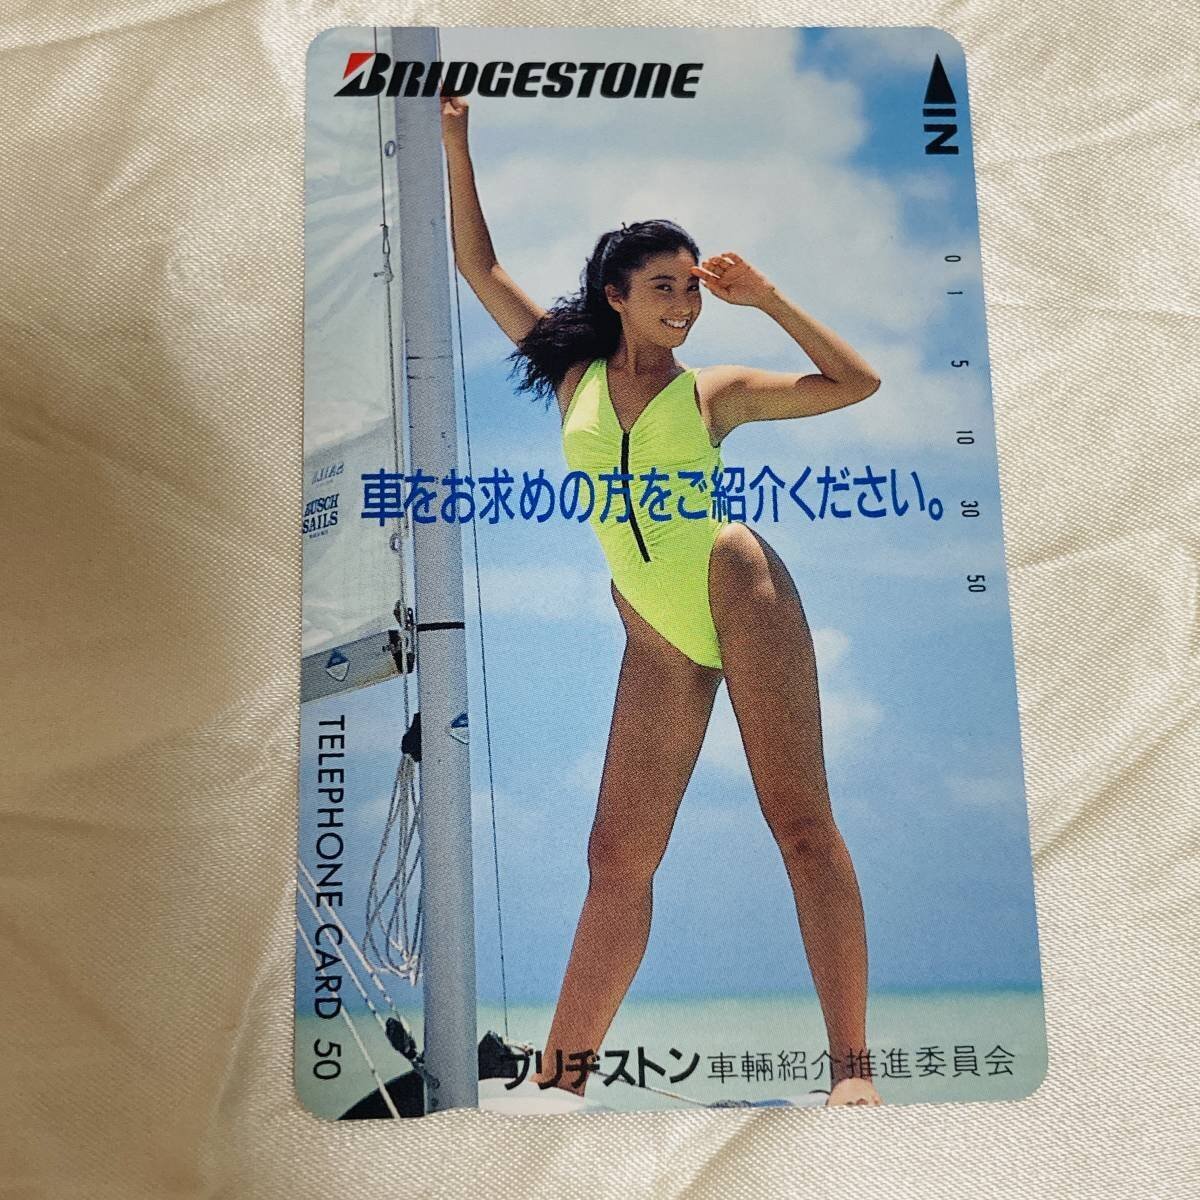 BRIDGESTONE
IN
0
1
5
10
30
50
車をお求めの方をご紹介ください。
BUSCH
SAILS
TELEPHONE CARD 50
ブリヂストン 車輛紹介推進委員会